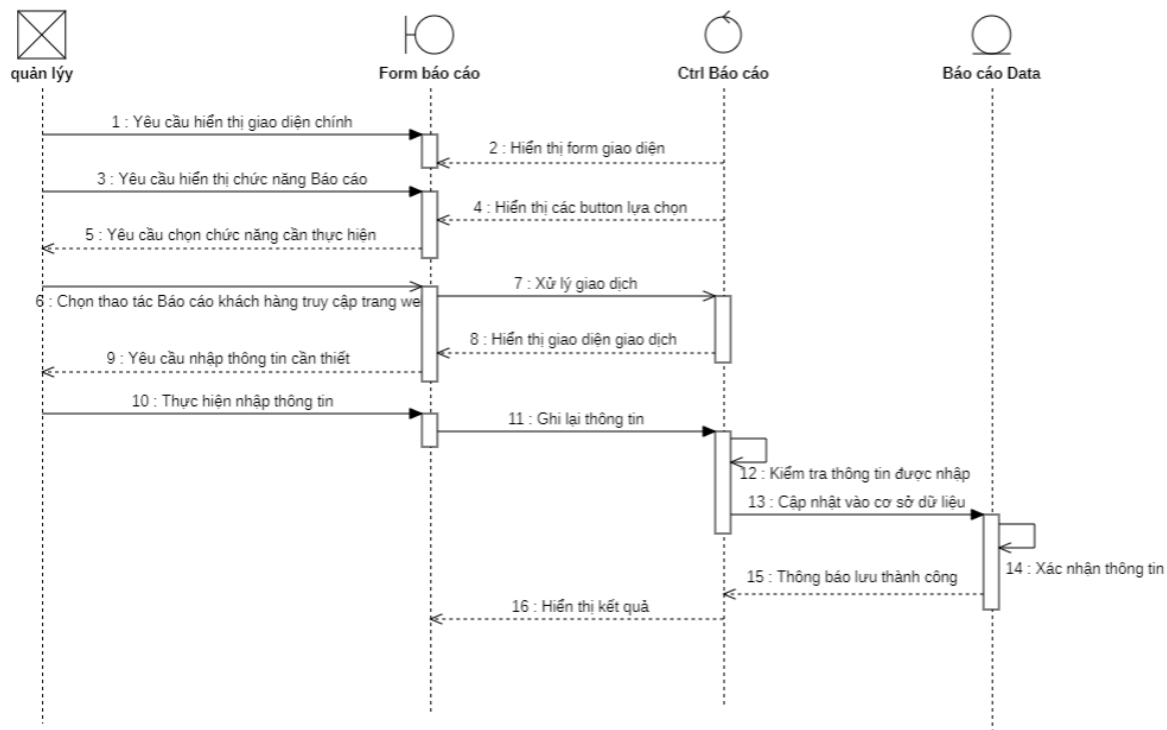 quản lýy
Form báo cáo
Ctrl Báo cáo
Báo cáo Data
1 : Yêu cầu hiển thị giao diện chính
2 : Hiển thị form giao diện
3 : Yêu cầu hiển thị chức năng Báo cáo
4 : Hiển thị các button lựa chọn
5 : Yêu cầu chọn chức năng cần thực hiện
6 : Chọn thao tác Báo cáo khách hàng truy cập trang we
7 : Xử lý giao dịch
8 : Hiển thị giao diện giao dịch
9 : Yêu cầu nhập thông tin cần thiết
10 : Thực hiện nhập thông tin
11 : Ghi lại thông tin
12 : Kiểm tra thông tin được nhập
13 : Cập nhật vào cơ sở dữ liệu
14 : Xác nhận thông tin
15 : Thông báo lưu thành công
16 : Hiển thị kết quả